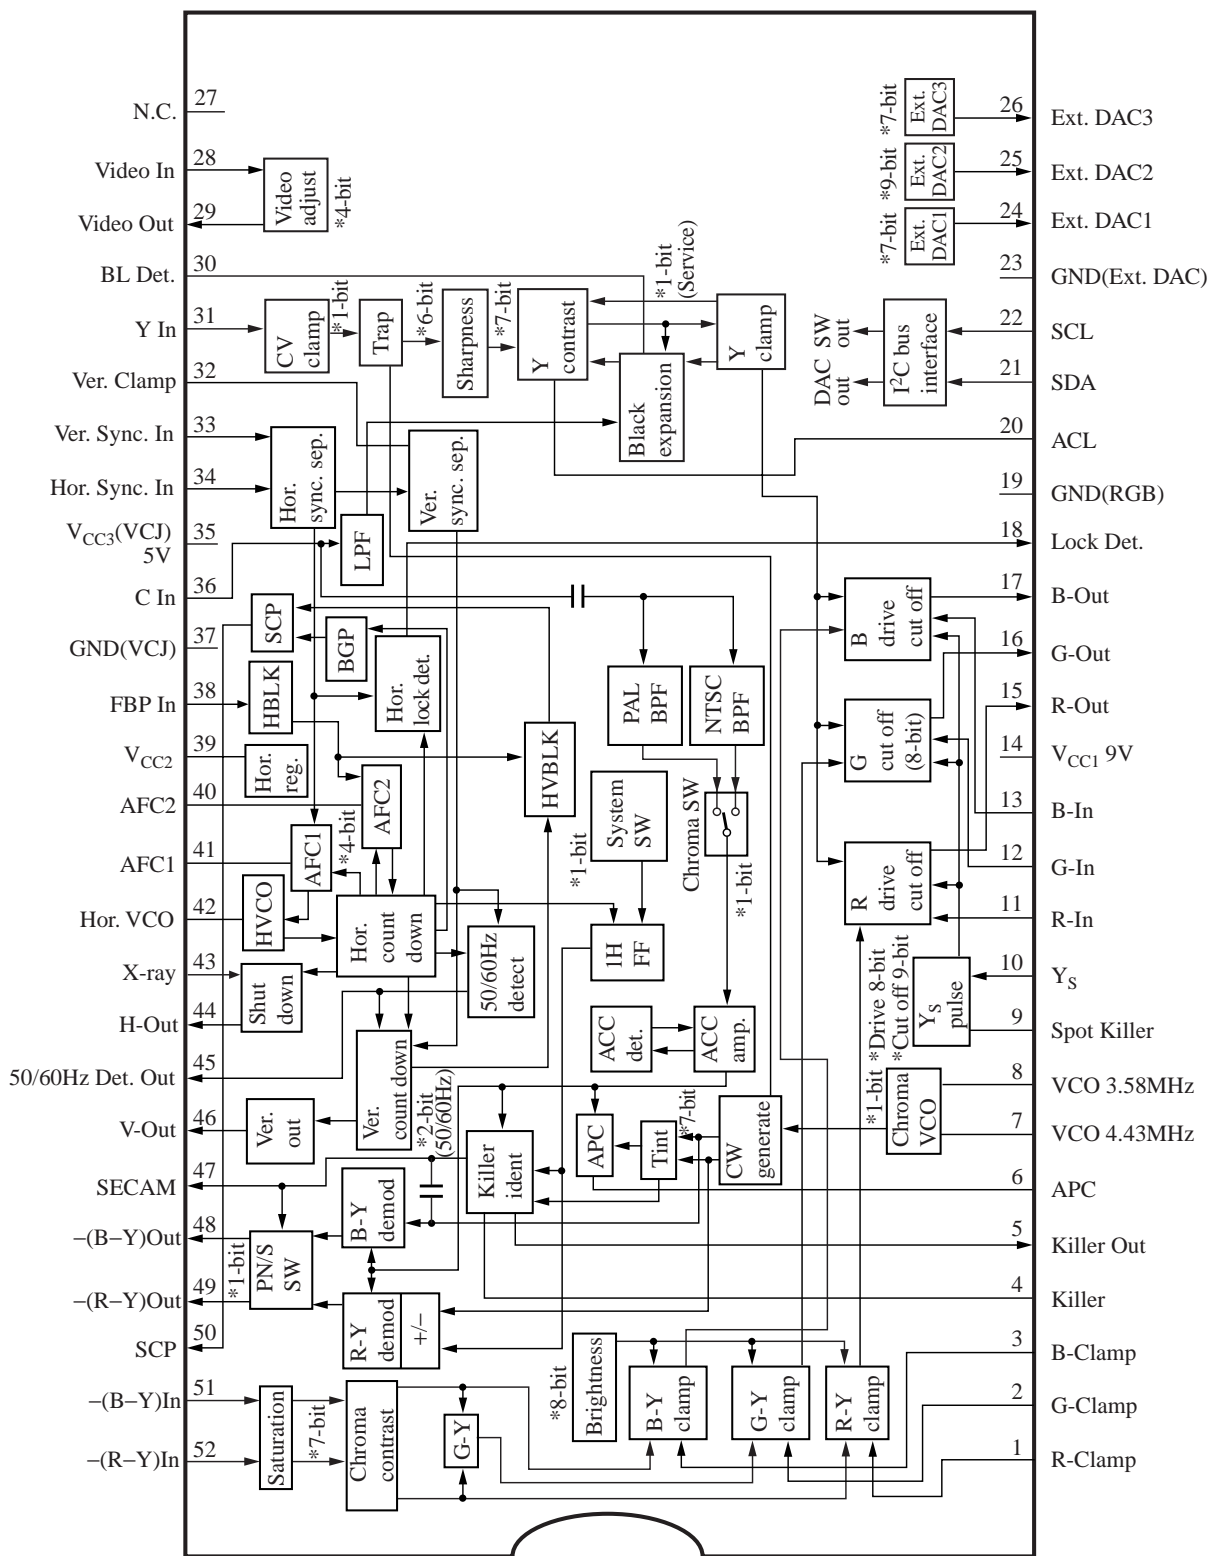 N.C.
27
Video In
28
Video Out
29
BL Det.
30
Y In
31
Ver. Clamp
32
Ver. Sync. In
33
Hor. Sync. In
34
VCC3(VCJ)
5V
35
C In
36
GND(VCJ)
37
FBP In
38
VCC2
39
AFC2
40
AFC1
41
Hor. VCO
42
X-ray
43
H-Out
44
50/60Hz Det. Out
45
V-Out
46
SECAM
47
−(B−Y)Out
48
−(R−Y)Out
49
SCP
50
−(B−Y)In
51
−(R−Y)In
52
26
Ext. DAC3
25
Ext. DAC2
24
Ext. DAC1
23
GND(Ext. DAC)
22
SCL
21
SDA
20
ACL
19
GND(RGB)
18
Lock Det.
17
B-Out
16
G-Out
15
R-Out
14
VCC1 9V
13
B-In
12
G-In
11
R-In
10
YS
9
Spot Killer
8
VCO 3.58MHz
7
VCO 4.43MHz
6
APC
5
Killer Out
4
Killer
3
B-Clamp
2
G-Clamp
1
R-Clamp
Video
adjust
*4-bit
CV
clamp
*1-bit
Trap
*6-bit
Sharpness
*7-bit
Y
contrast
*1-bit
(Service)
Y
clamp
Black
expansion
*7-bit
Ext.
DAC3
*9-bit
Ext.
DAC2
*7-bit
Ext.
DAC1
DAC SW
out out
I²C bus
interface
Hor.
sync. sep.
Ver.
sync. sep.
LPF
SCP
BGP
HBLK
Hor.
lock det.
Hor.
reg.
AFC2
*4-bit
AFC1
HVCO
Hor.
count
down
HVBLK
PAL
BPF
NTSC
BPF
System
SW
*1-bit
Chroma SW
*1-bit
B
drive
cut off
G
cut off
(8-bit)
R
drive
cut off
Shut
down
50/60Hz
detect
1H
FF
ACC
det.
ACC
amp.
YS
pulse
*Drive 8-bit
*Cut off 9-bit
*1-bit
Chroma
VCO
Ver.
out
Ver.
count down
*2-bit
(50/60Hz)
Killer
ident
APC
Tint
*7-bit
CW
generate
B-Y
demod
PN/S
SW
*1-bit
R-Y
demod
+/−
Saturation
*7-bit
Chroma
contrast
G-Y
*8-bit
Brightness
B-Y
clamp
G-Y
clamp
R-Y
clamp